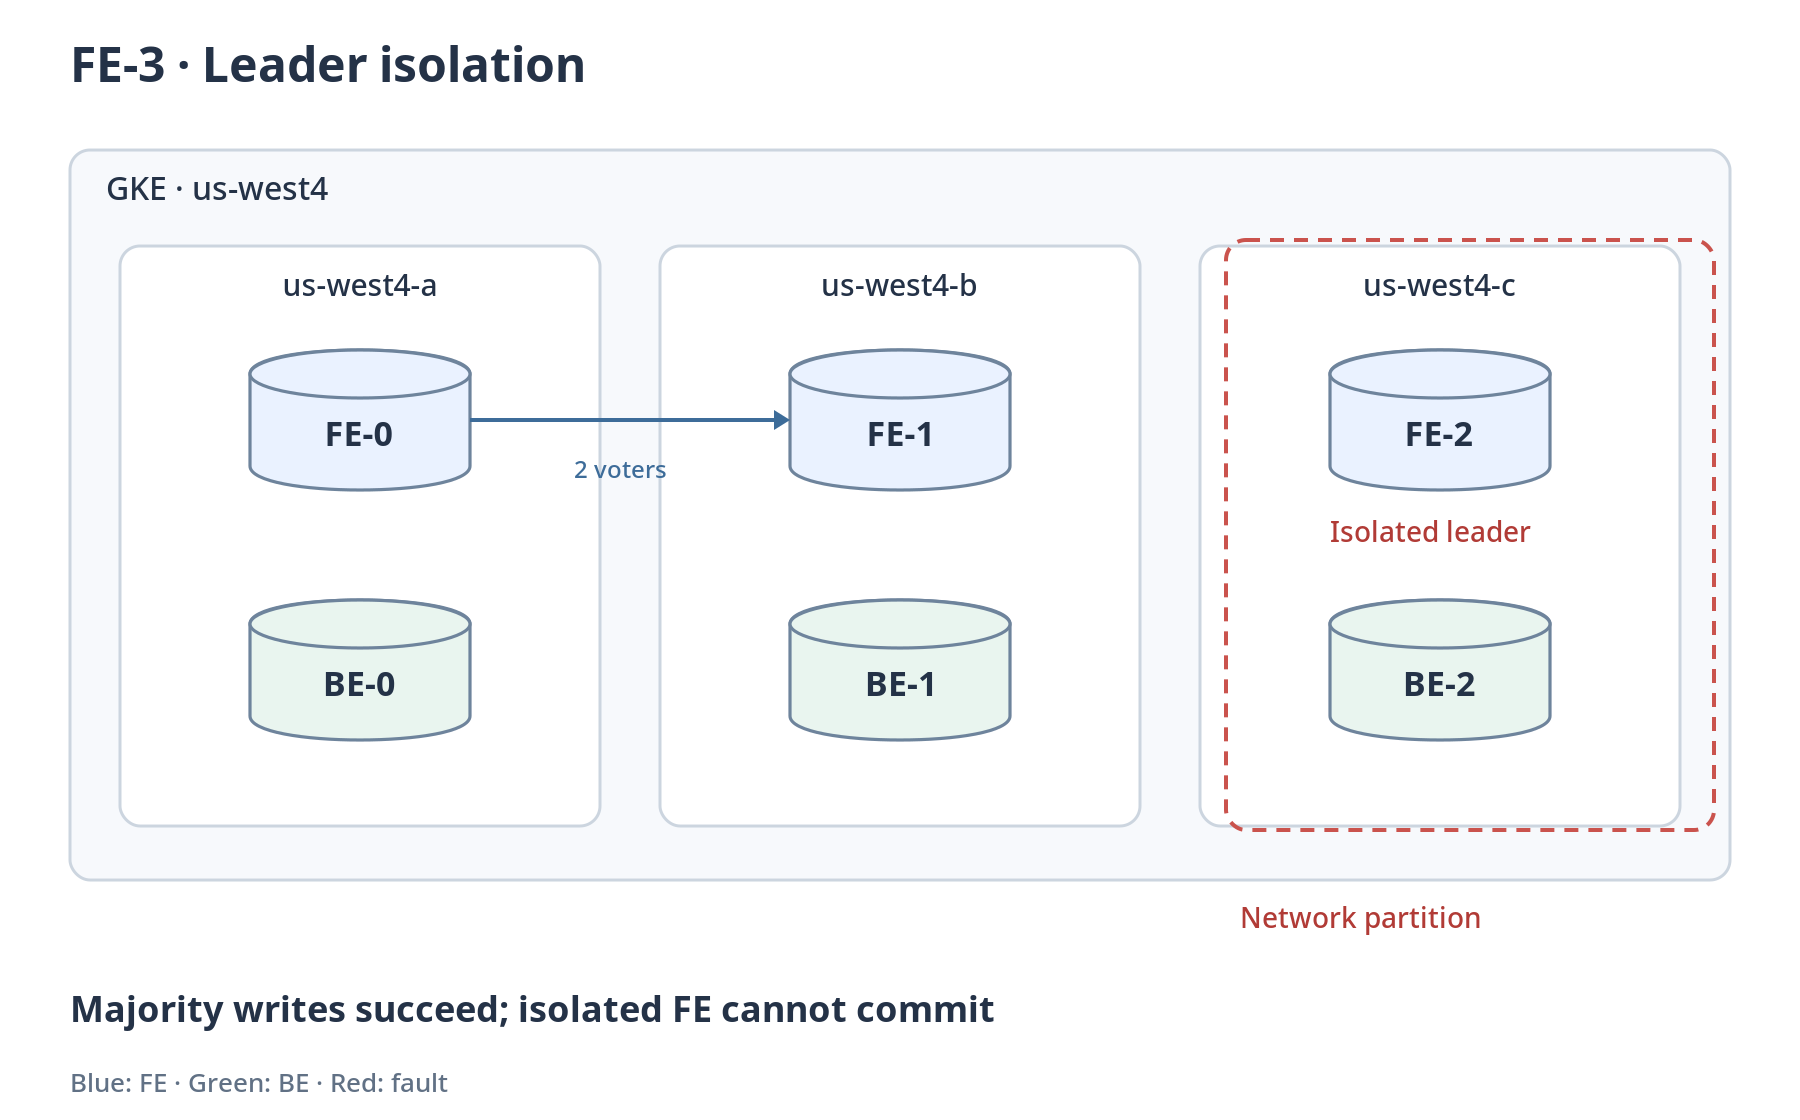 FE-3 · Leader isolation
GKE · us-west4
us-west4-a
us-west4-b
us-west4-c
FE-0
FE-1
FE-2
2 voters
Isolated leader
BE-0
BE-1
BE-2
Network partition
Majority writes succeed; isolated FE cannot commit
Blue: FE · Green: BE · Red: fault